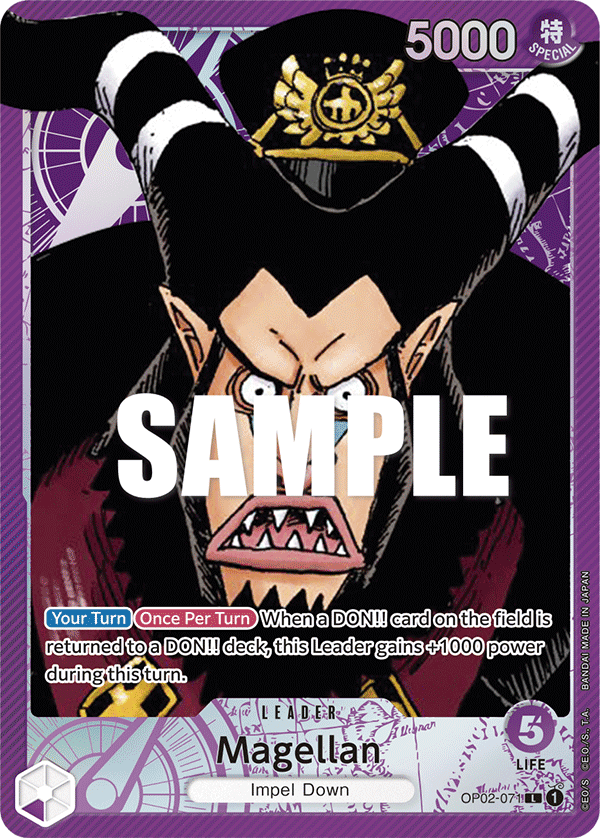 5000
特
SPECIAL
SAMPLE
Your Turn Once Per Turn When a DON!! card on the field is
returned to a DON!! deck, this Leader gains +1000 power
during this turn.
LEADER
Magellan
Impel Down
5
LIFE
OP02-071 L 1
©E.O/S ©E.O./S.,T.A. BANDAI MADE IN JAPAN